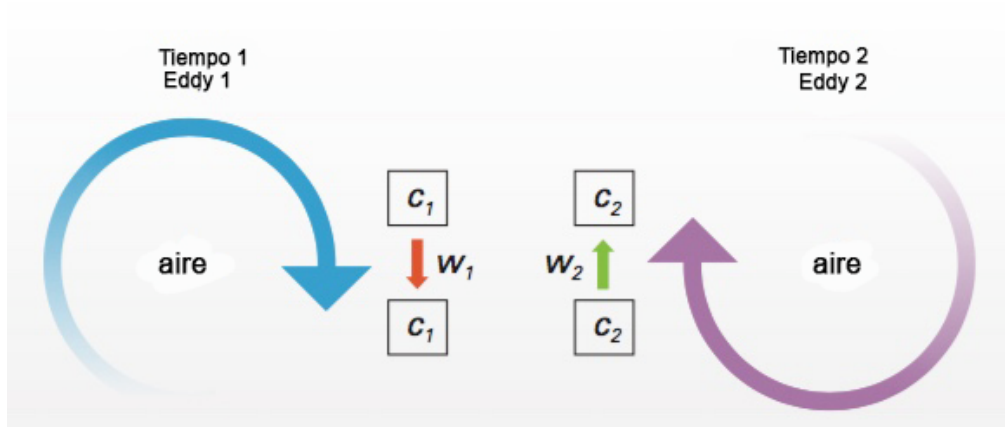 Tiempo 1
Eddy 1
Tiempo 2
Eddy 2
c₁
c₂
w₁
w₂
aire
aire
c₁
c₂